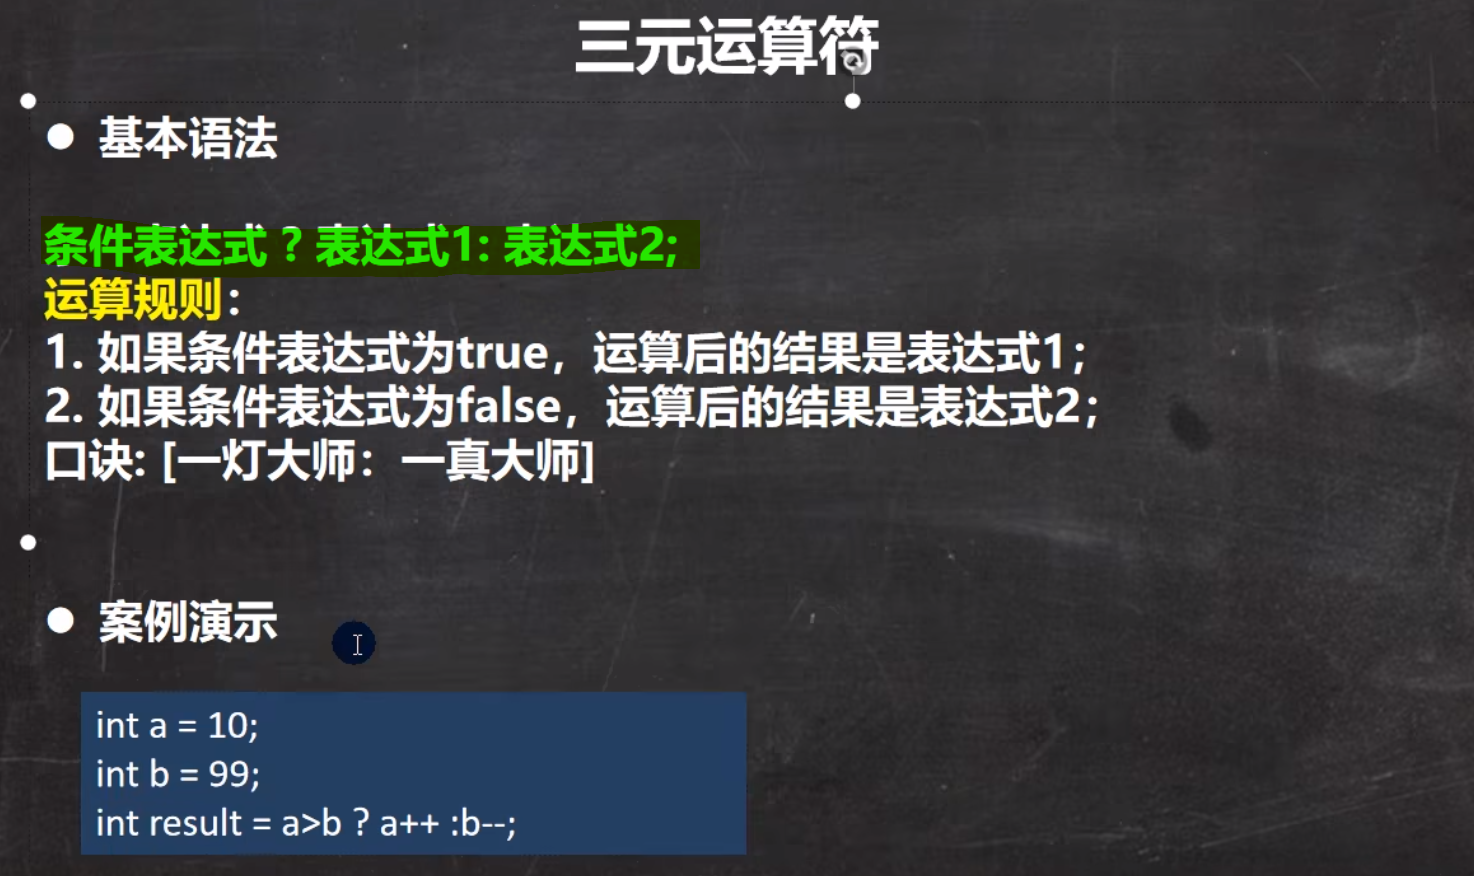 三元运算符
● 基本语法
条件表达式 ? 表达式1: 表达式2;
运算规则：
1. 如果条件表达式为true，运算后的结果是表达式1；
2. 如果条件表达式为false，运算后的结果是表达式2；
口诀: [一灯大师：一真大师]
● 案例演示
int a = 10;
int b = 99;
int result = a>b ? a++ :b--;